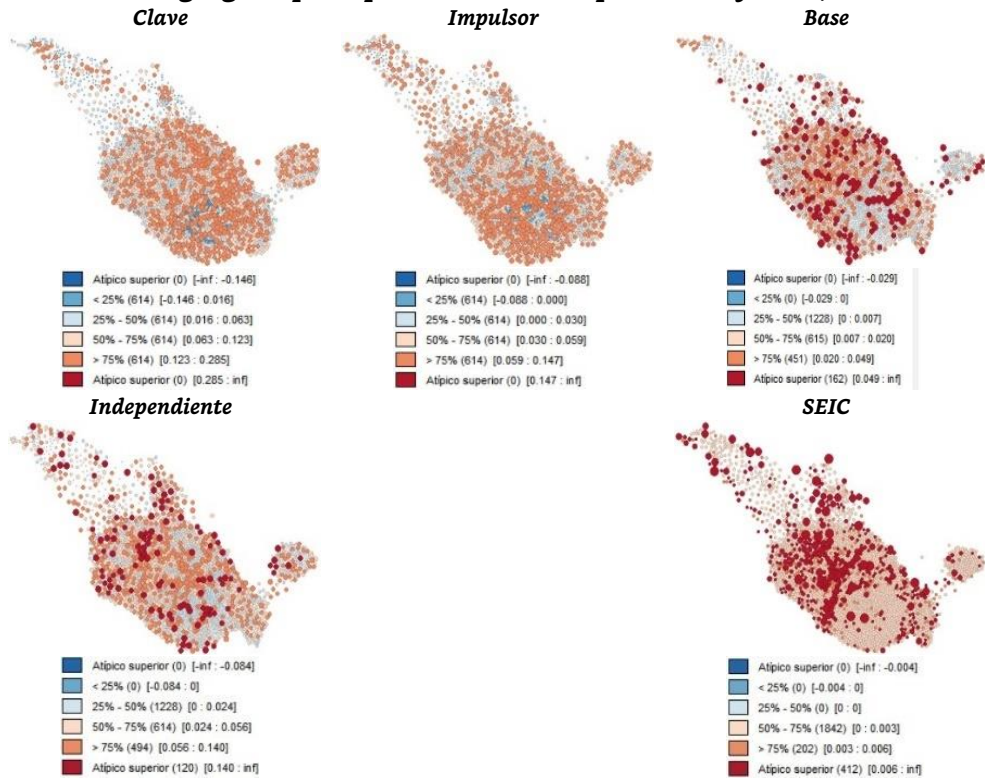 Clave
Impulsor
Base
Atípico superior (0) [-inf : -0.146]
< 25% (614) [-0.146 : 0.016]
25% - 50% (614) [0.016 : 0.063]
50% - 75% (614) [0.063 : 0.123]
> 75% (614) [0.123 : 0.285]
Atípico superior (0) [0.285 : inf]
Atípico superior (0) [-inf : -0.088]
< 25% (614) [-0.088 : 0.000]
25% - 50% (614) [0.000 : 0.030]
50% - 75% (614) [0.030 : 0.059]
> 75% (614) [0.059 : 0.147]
Atípico superior (0) [0.147 : inf]
Atípico superior (0) [-inf : -0.029]
< 25% (0) [-0.029 : 0]
25% - 50% (1228) [0 : 0.007]
50% - 75% (615) [0.007 : 0.020]
> 75% (451) [0.020 : 0.049]
Atípico superior (162) [0.049 : inf]
Independiente
SEIC
Atípico superior (0) [-inf : -0.084]
< 25% (0) [-0.084 : 0]
25% - 50% (1228) [0 : 0.024]
50% - 75% (614) [0.024 : 0.056]
> 75% (494) [0.056 : 0.140]
Atípico superior (120) [0.140 : inf]
Atípico superior (0) [-inf : -0.004]
< 25% (0) [-0.004 : 0]
25% - 50% (0) [0 : 0]
50% - 75% (1842) [0 : 0.003]
> 75% (202) [0.003 : 0.006]
Atípico superior (412) [0.006 : inf]